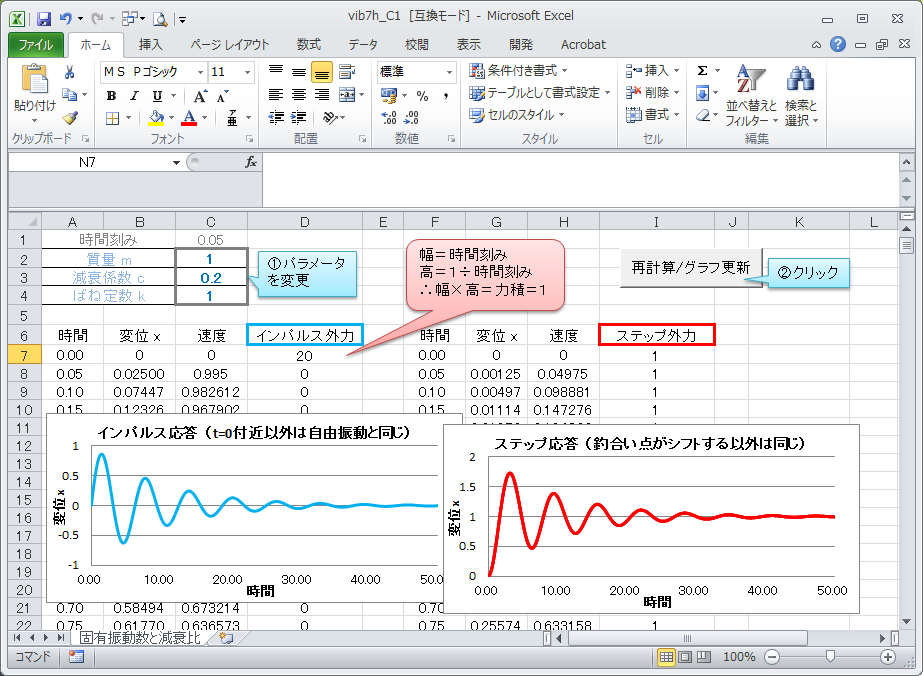 vib7h_C1 [互換モード] - Microsoft Excel
ファイル ホーム 挿入 ページ レイアウト 数式 データ 校閲 表示 開発 Acrobat
貼り付け
クリップボード
ＭＳ Ｐゴシック 11
B I U A A
A 亜
フォント
配置
標準
% ,
数値
条件付き書式
テーブルとして書式設定
セルのスタイル
スタイル
挿入
削除
書式
セル
Σ
並べ替えと
フィルター
検索と
選択
編集
N7 fx
A B C D E F G H I J K L
1 時間刻み 0.05
2 質量 m 1
3 減衰係数 c 0.2
4 ばね定数 k 1
①パラメータ
を変更
幅＝時間刻み
高＝1÷時間刻み
∴幅×高＝力積＝1
再計算/グラフ更新
②クリック
5
6 時間 変位 x 速度 インパルス外力 時間 変位 x 速度 ステップ外力
7 0.00 0 0 20 0.00 0 0 1
8 0.05 0.02500 0.995 0 0.05 0.00125 0.04975 1
9 0.10 0.07447 0.982612 0 0.10 0.00497 0.098881 1
10 0.15 0.12326 0.967902 0 0.15 0.01114 0.147276 1
11
12
13
14
15
16
17
18
19
20
インパルス応答（t=0付近以外は自由振動と同じ）
1
0.5
0
-0.5
-1
変位 x
0.00 10.00 20.00 30.00 40.00 50.0
時間
ステップ応答（釣合い点がシフトする以外は同じ）
2
1.5
1
0.5
0
変位 x
0.00 10.00 20.00 30.00 40.00 50.00
時間
21 0.70 0.58494 0.673214 0 0.70
22 0.75 0.61770 0.636573 0 0.75 0.25574 0.633158 1
固有振動数と減衰比
コマンド 100%